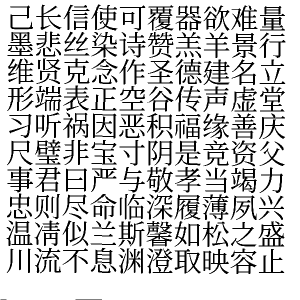 己长信使可覆器欲难量
墨悲丝染诗赞羔羊景行
维贤克念作圣德建名立
形端表正空谷传声虚堂
习听祸因恶积福缘善庆
尺璧非宝寸阴是竞资父
事君曰严与敬孝当竭力
忠则尽命临深履薄夙兴
温凊似兰斯馨如松之盛
川流不息渊澄取映容止